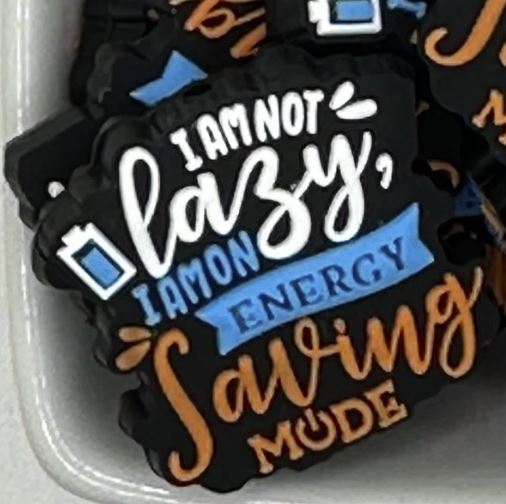 I AM NOT
lazy,
I AM ON
ENERGY
Saving
MODE